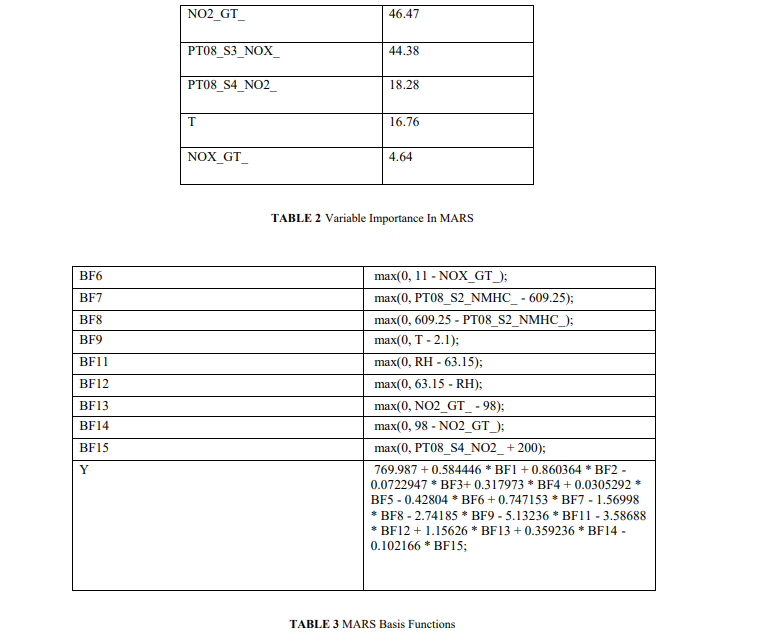 NO2_GT_ 46.47
PT08_S3_NOX_ 44.38
PT08_S4_NO2_ 18.28
T 16.76
NOX_GT_ 4.64
TABLE 2 Variable Importance In MARS
BF6 max(0, 11 - NOX_GT_);
BF7 max(0, PT08_S2_NMHC_ - 609.25);
BF8 max(0, 609.25 - PT08_S2_NMHC_);
BF9 max(0, T - 2.1);
BF11 max(0, RH - 63.15);
BF12 max(0, 63.15 - RH);
BF13 max(0, NO2_GT_ - 98);
BF14 max(0, 98 - NO2_GT_);
BF15 max(0, PT08_S4_NO2_ + 200);
Y 769.987 + 0.584446 * BF1 + 0.860364 * BF2 -
0.0722947 * BF3+ 0.317973 * BF4 + 0.0305292 *
BF5 - 0.42804 * BF6 + 0.747153 * BF7 - 1.56998
* BF8 - 2.74185 * BF9 - 5.13236 * BF11 - 3.58688
* BF12 + 1.15626 * BF13 + 0.359236 * BF14 -
0.102166 * BF15;
TABLE 3 MARS Basis Functions